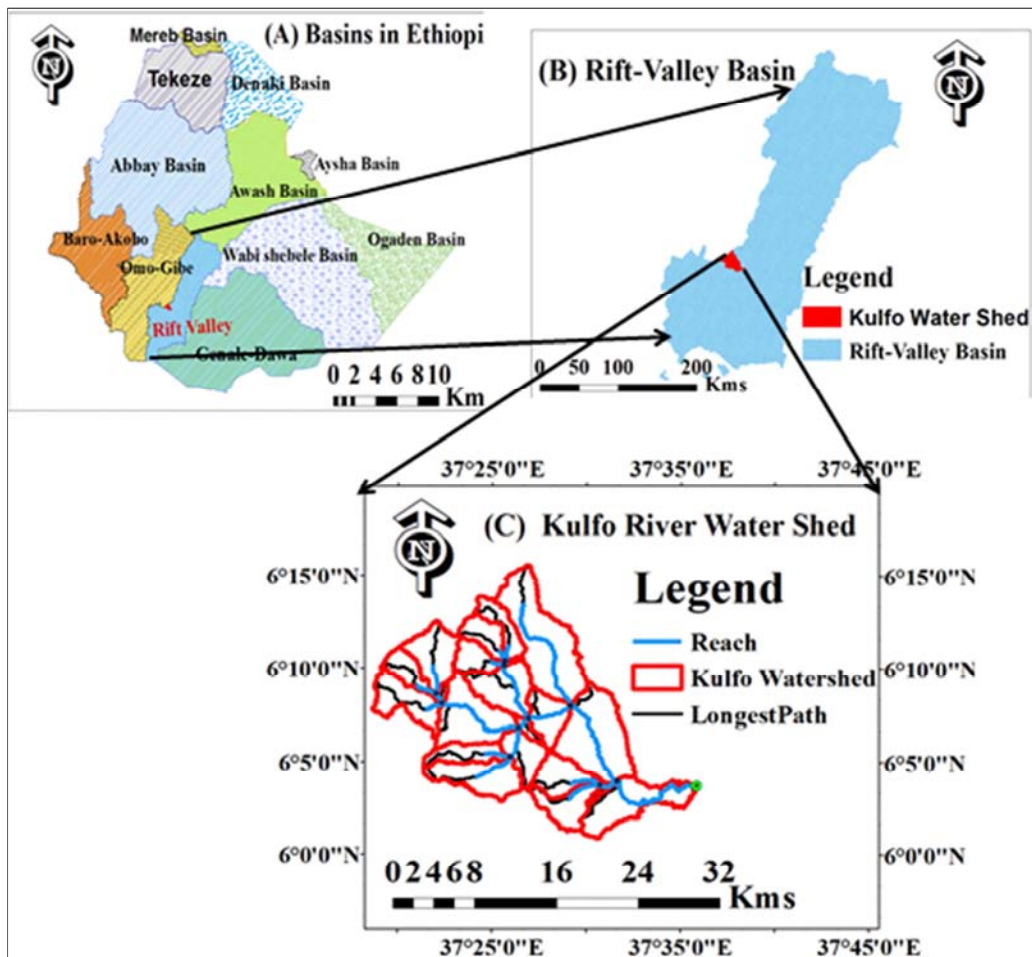 (A) Basins in Ethiopi
N
Mereb Basin
Tekeze
Denaki Basin
Abbay Basin
Aysha Basin
Awash Basin
Baro-Akobo
Omo-Gibe
Wabi shebele Basin
Ogaden Basin
Rift Valley
Genale-Dawa
0 2 4 6 8 10
Km
(B) Rift-Valley Basin
N
Legend
Kulfo Water Shed
Rift-Valley Basin
0 50 100 200
Kms
37°25'0"E 37°35'0"E 37°45'0"E
(C) Kulfo River Water Shed
N
6°15'0"N 6°15'0"N
Legend
Reach
6°10'0"N 6°10'0"N
Kulfo Watershed
LongestPath
6°5'0"N 6°5'0"N
6°0'0"N 6°0'0"N
0 2 4 6 8 16 24 32
Kms
37°25'0"E 37°35'0"E 37°45'0"E